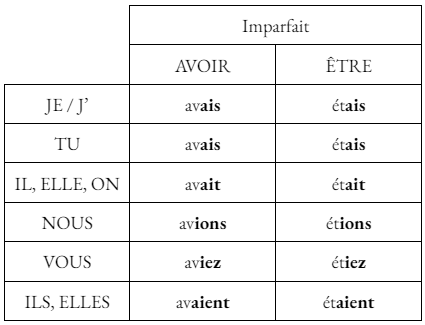 Imparfait
AVOIR ÊTRE
JE / J’ avais étais
TU avais étais
IL, ELLE, ON avait était
NOUS avions étions
VOUS aviez étiez
ILS, ELLES avaient étaient